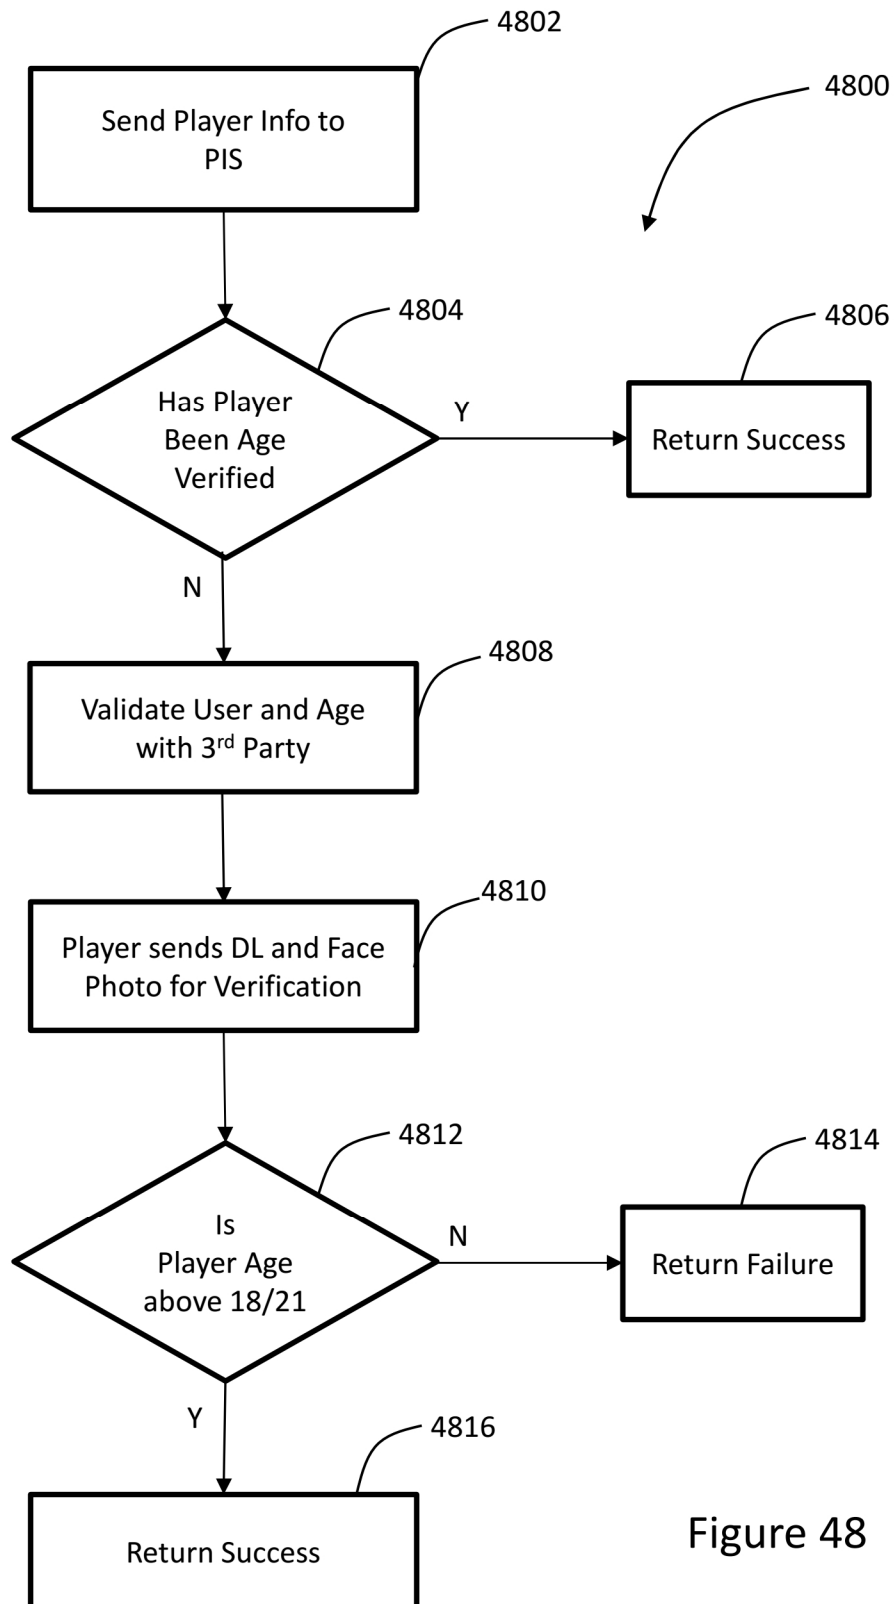 4802
4800
Send Player Info to
PIS
4804
4806
Has Player
Been Age
Verified
Y
Return Success
N
4808
Validate User and Age
with 3rd Party
4810
Player sends DL and Face
Photo for Verification
4812
4814
Is
Player Age
above 18/21
N
Return Failure
Y
4816
Return Success
Figure 48